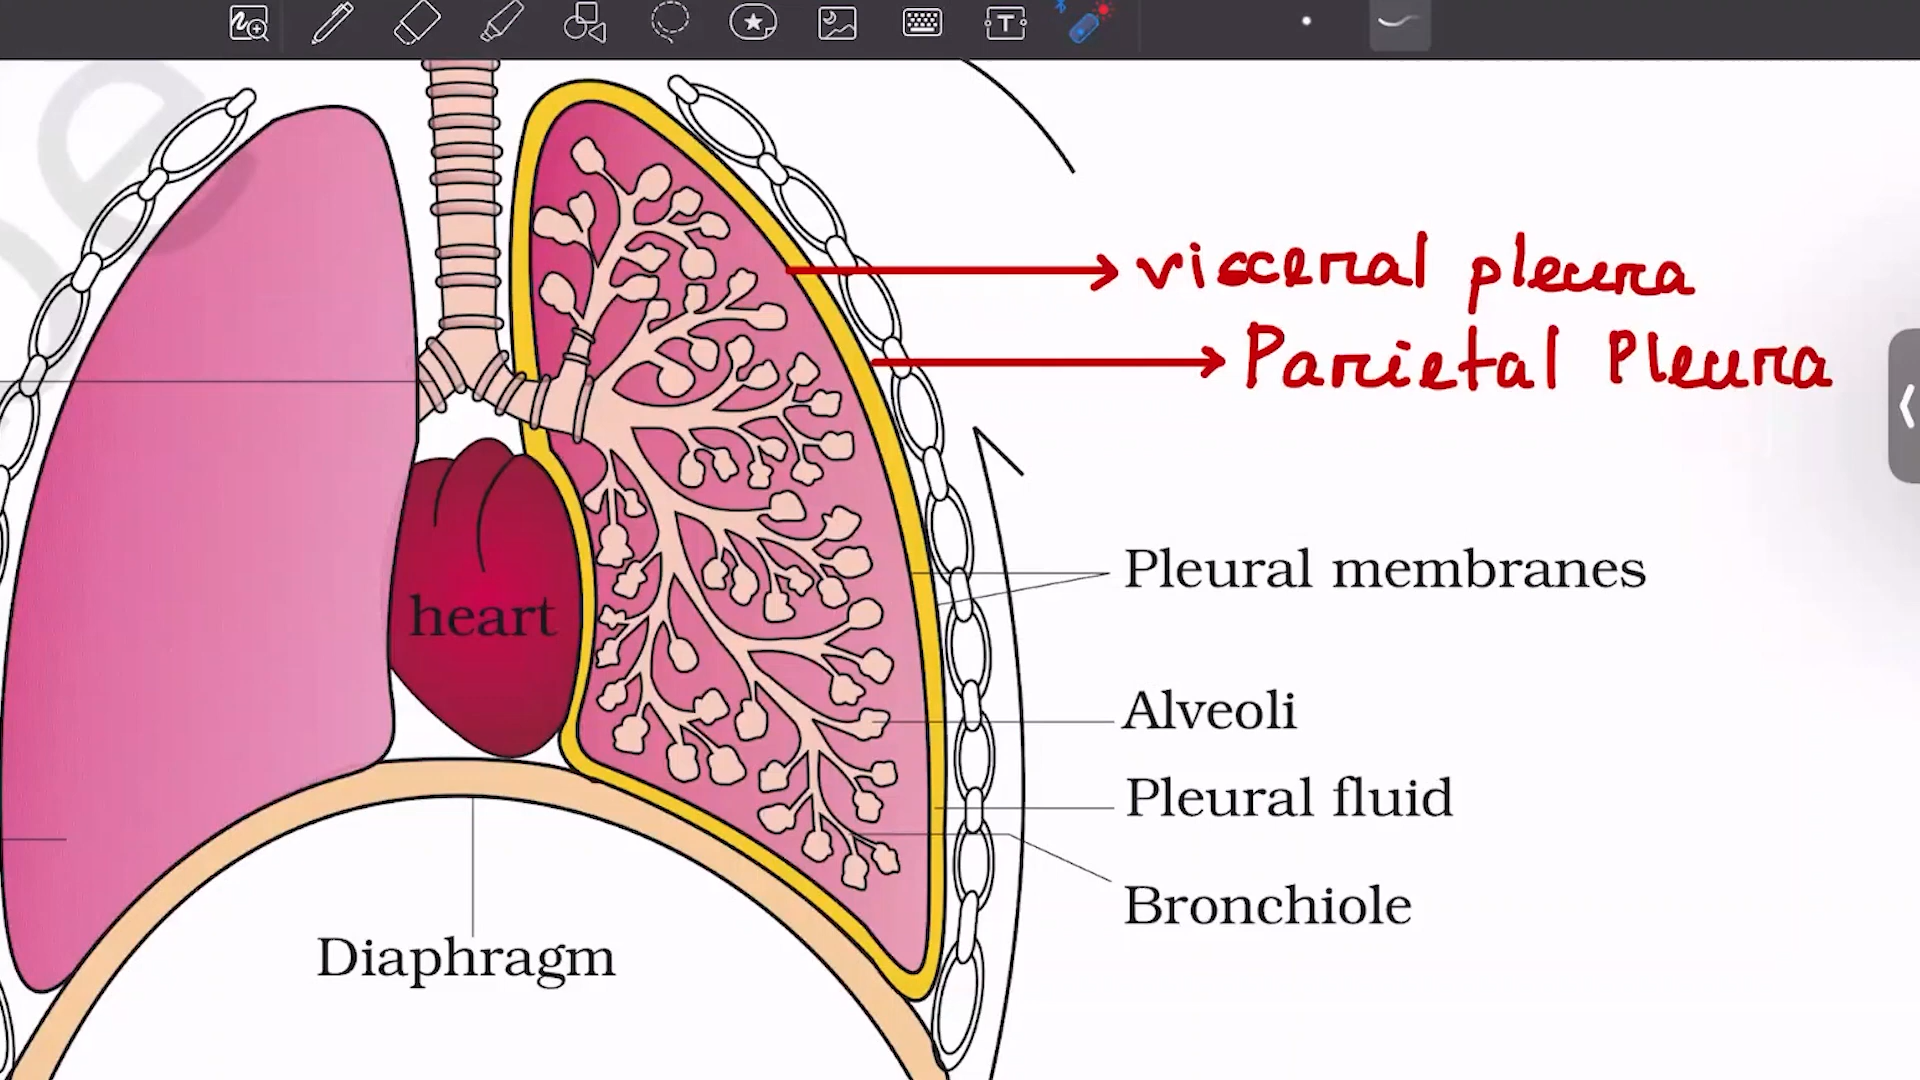 visceral pleura
Parietal Pleura
Pleural membranes
heart
Alveoli
Pleural fluid
Bronchiole
Diaphragm